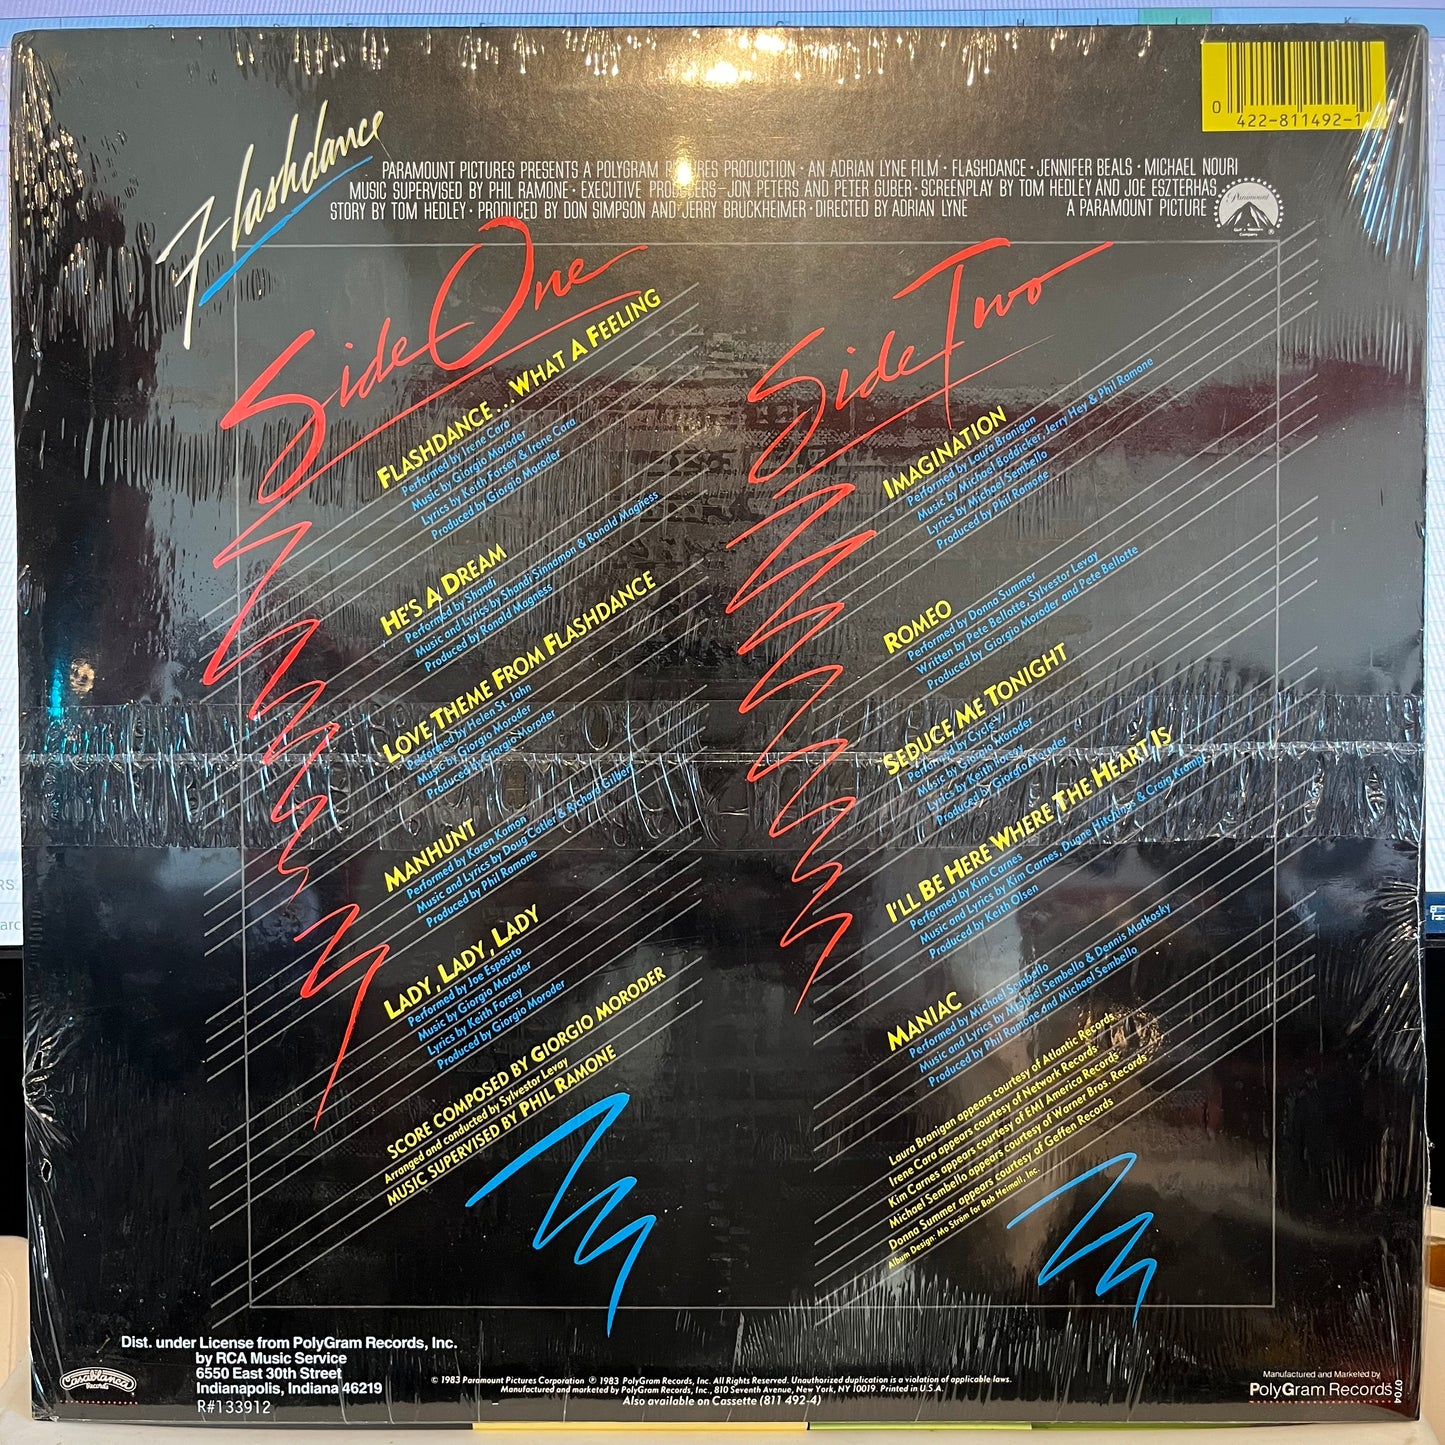 0 422-811492-1
Flashdance
PARAMOUNT PICTURES PRESENTS A POLYGRAM PICTURES PRODUCTION · AN ADRIAN LYNE FILM · FLASHDANCE · JENNIFER BEALS · MICHAEL NOURI
MUSIC SUPERVISED BY PHIL RAMONE · EXECUTIVE PRODUCERS—JON PETERS AND PETER GUBER · SCREENPLAY BY TOM HEDLEY AND JOE ESZTERHAS
STORY BY TOM HEDLEY · PRODUCED BY DON SIMPSON AND JERRY BRUCKHEIMER · DIRECTED BY ADRIAN LYNE
A PARAMOUNT PICTURE
Paramount
A
Gulf + Western
Company
Side One
FLASHDANCE...WHAT A FEELING
Performed by Irene Cara
Music by Giorgio Moroder
Lyrics by Keith Forsey & Irene Cara
Produced by Giorgio Moroder
HE'S A DREAM
Performed by Shandi
Music and Lyrics by Shandi Sinnamon & Ronald Magness
Produced by Ronald Magness
LOVE THEME FROM FLASHDANCE
Performed by Helen St. John
Music by Giorgio Moroder
Produced by Giorgio Moroder
MANHUNT
Performed by Karen Kamon
Music and Lyrics by Doug Cotler & Richard Gilbert
Produced by Phil Ramone
LADY, LADY, LADY
Performed by Joe Esposito
Music by Giorgio Moroder
Lyrics by Keith Forsey
Produced by Giorgio Moroder
SCORE COMPOSED BY GIORGIO MORODER
Arranged and conducted by Sylvester Levay
MUSIC SUPERVISED BY PHIL RAMONE
Side Two
IMAGINATION
Performed by Laura Branigan
Music by Michael Boddicker, Jerry Hey & Phil Ramone
Lyrics by Michael Sembello
Produced by Phil Ramone
ROMEO
Performed by Donna Summer
Written by Pete Bellotte, Sylvestor Levay
Produced by Giorgio Moroder and Pete Bellotte
SEDUCE ME TONIGHT
Performed by Cycle V
Music by Giorgio Moroder
Lyrics by Keith Forsey
Produced by Giorgio Moroder
I'LL BE HERE WHERE THE HEART IS
Performed by Kim Carnes
Music and Lyrics by Kim Carnes, Duane Hitchings & Craig Krampf
Produced by Keith Olsen
MANIAC
Performed by Michael Sembello
Music and Lyrics by Michael Sembello & Dennis Matkosky
Produced by Phil Ramone and Michael Sembello
Laura Branigan appears courtesy of Atlantic Records
Irene Cara appears courtesy of Network Records
Kim Carnes appears courtesy of EMI America Records
Michael Sembello appears courtesy of Warner Bros. Records
Donna Summer appears courtesy of Geffen Records
Album Design: Mo Ström for Bob Heimall, Inc.
Dist. under License from PolyGram Records, Inc.
by RCA Music Service
6550 East 30th Street
Indianapolis, Indiana 46219
R#133912
Casablanca
Records
© 1983 Paramount Pictures Corporation ℗ 1983 PolyGram Records, Inc. All Rights Reserved. Unauthorized duplication is a violation of applicable laws.
Manufactured and marketed by PolyGram Records, Inc., 810 Seventh Avenue, New York, NY 10019. Printed in U.S.A.
Also available on Cassette (811 492-4)
Manufactured and Marketed by
PolyGram Records
0704